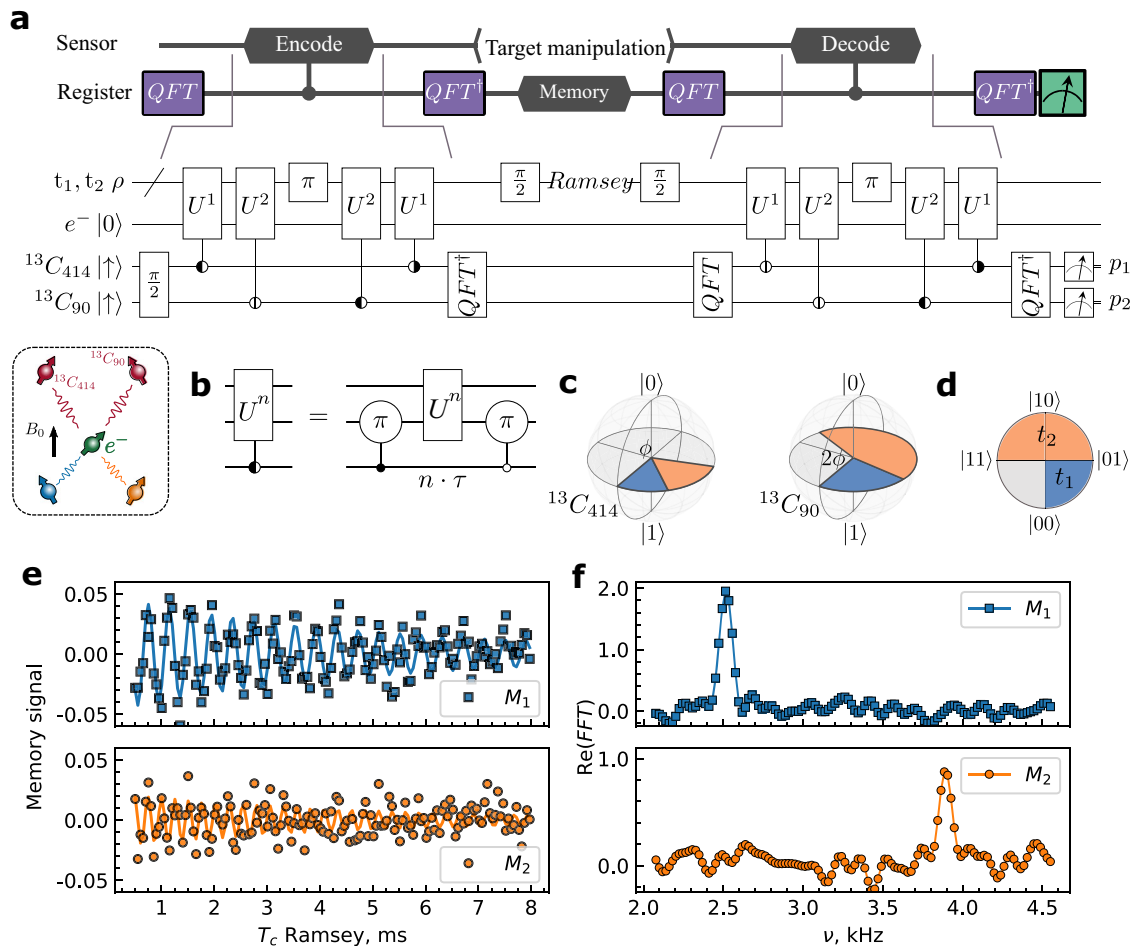 a
Sensor Encode Target manipulation Decode
Register QFT QFT† Memory QFT QFT†
t₁, t₂ ρ U¹ U² π U² U¹ π/2 Ramsey π/2 U¹ U² π U² U¹
e⁻ |0⟩
¹³C₄₁₄ |↑⟩ π/2 QFT† QFT QFT† p₁
¹³C₉₀ |↑⟩ p₂
¹³C₉₀
¹³C₄₁₄
B₀
e⁻
b
Uⁿ = π Uⁿ π
n · τ
c
|0⟩ |0⟩
ϕ 2ϕ
¹³C₄₁₄ ¹³C₉₀
|1⟩ |1⟩
d
|10⟩
t₂
|11⟩ |01⟩
t₁
|00⟩
e
Memory signal
0.05
0.00
-0.05
M₁
0.05
0.00
-0.05
M₂
1 2 3 4 5 6 7 8
T_c Ramsey, ms
f
Re(FFT)
2.0
1.0
0.0
M₁
1.0
0.0
M₂
2.0 2.5 3.0 3.5 4.0 4.5
ν, kHz